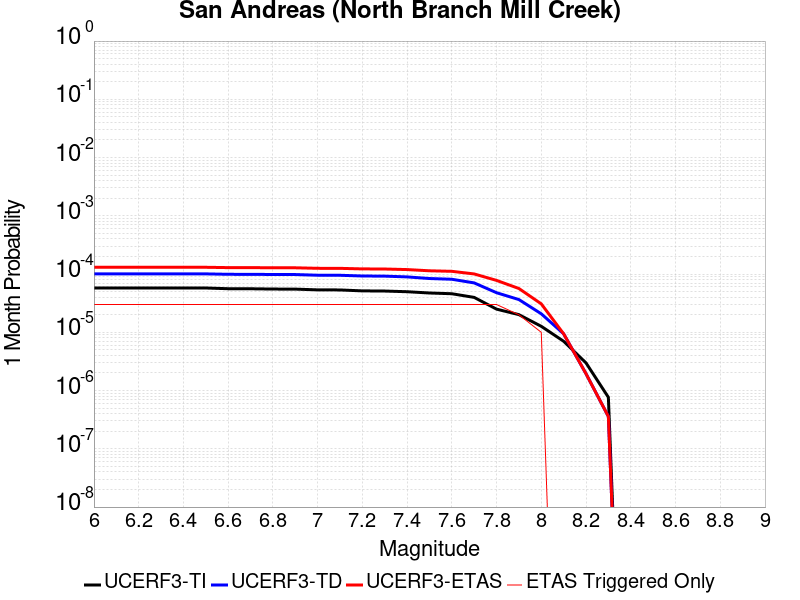 San Andreas (North Branch Mill Creek)
10^0
10^-1
10^-2
10^-3
10^-4
10^-5
10^-6
10^-7
10^-8
1 Month Probability
6 6.2 6.4 6.6 6.8 7 7.2 7.4 7.6 7.8 8 8.2 8.4 8.6 8.8 9
Magnitude
UCERF3-TI UCERF3-TD UCERF3-ETAS ETAS Triggered Only